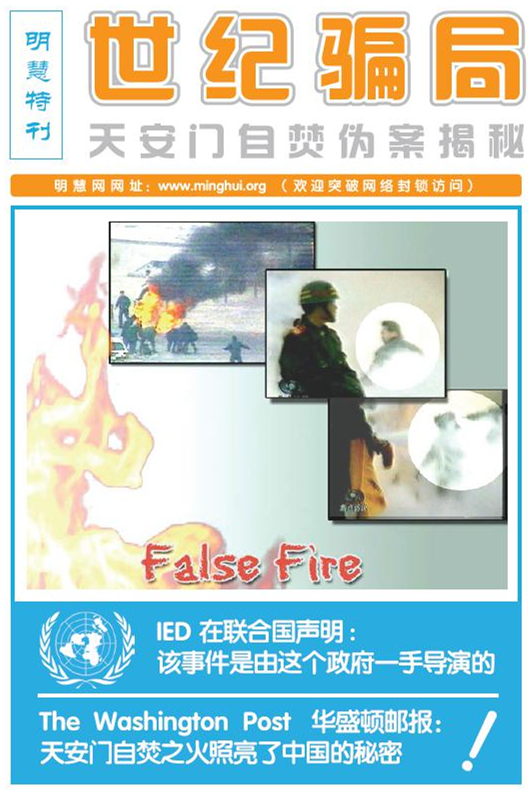 明慧特刊
世纪骗局
天安门自焚伪案揭秘
明慧网网址：www.minghui.org （欢迎突破网络封锁访问）
焦点访谈
False Fire
IED 在联合国声明：
该事件是由这个政府一手导演的
The Washington Post 华盛顿邮报：
天安门自焚之火照亮了中国的秘密！